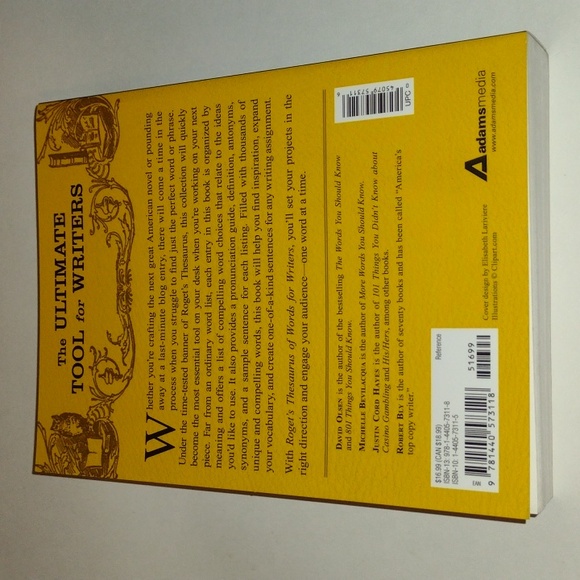 The ULTIMATE
TOOL for WRITERS
Whether you're crafting the next great American novel or pounding
away at a last-minute blog entry, there will come a time in the
process when you struggle to find just the perfect word or phrase.
Under the time-tested banner of Roget's Thesaurus, this collection will quickly
become the most essential tool on your desk when you're working on your next
piece. Far from an ordinary word list, each entry in this book is organized by
meaning and offers a list of compelling word choices that relate to the ideas
you'd like to use. It also provides a pronunciation guide, definition, antonyms,
synonyms, and a sample sentence for each listing. Filled with thousands of
unique and compelling words, this book will help you find inspiration, expand
your vocabulary, and create one-of-a-kind sentences for any writing assignment.
With Roget's Thesaurus of Words for Writers, you'll set your projects in the
right direction and engage your audience—one word at a time.
DAVID OLSEN is the author of the bestselling The Words You Should Know
and 801 Things You Should Know.
MICHELLE BEVILACQUA is the author of More Words You Should Know.
JUSTIN CORD HAYES is the author of 101 Things You Didn't Know about
Casino Gambling and His/Hers, among other books.
ROBERT BLY is the author of seventy books and has been called "America's
top copy writer."
$16.99 (CAN $18.99)
ISBN-13: 978-1-4405-7311-8
ISBN-10: 1-4405-7311-5
Reference
51699
EAN
9 781440 573118
Cover design by Elisabeth Lariviere
Illustrations © Clipart.com
45079 57311
UPC
adamsmedia
www.adamsmedia.com